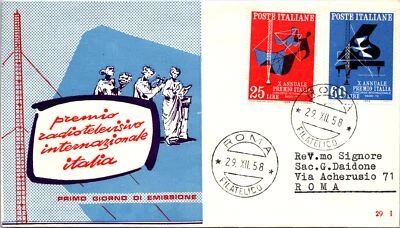 premio
radiotelevisivo
internazionale
italia
PRIMO GIORNO DI EMISSIONE
POSTE ITALIANE
X ANNUALE
PREMIO ITALIA
25
LIRE
POSTE ITALIANE
X ANNUALE
PREMIO ITALIA
60
LIRE
ROMA
29.XII.58
FILATELICO
ROMA
29.XII.58
FILATELICO
Rev.mo Signore
Sac.G.Daidone
Via Acherusio 71
ROMA
29 1